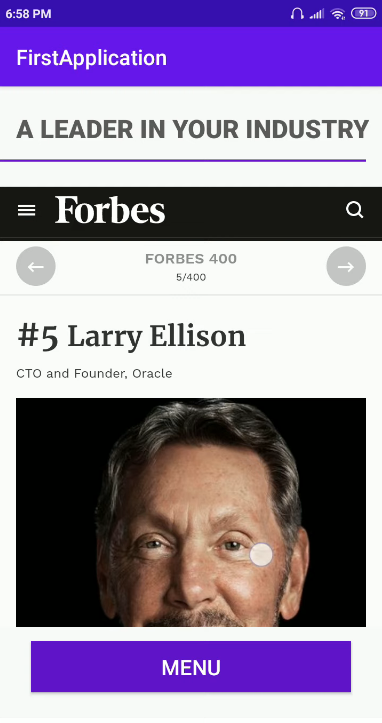 6:58 PM 91
FirstApplication
A LEADER IN YOUR INDUSTRY
Forbes
FORBES 400
5/400
#5 Larry Ellison
CTO and Founder, Oracle
MENU